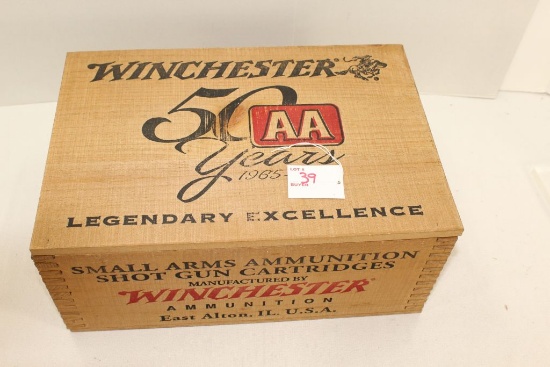 WINCHESTER
50 AA
Years
1965-
LOT #
39
LEGENDARY EXCELLENCE
SMALL ARMS AMMUNITION
SHOT GUN CARTRIDGES
MANUFACTURED BY
WINCHESTER
AMMUNITION
East Alton, IL. U.S.A.